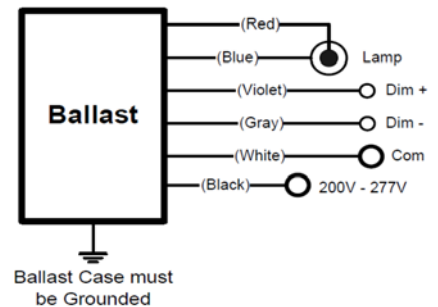 (Red)
(Blue) Lamp
(Violet) Dim +
Ballast
(Gray) Dim -
(White) Com
(Black) 200V - 277V
Ballast Case must
be Grounded